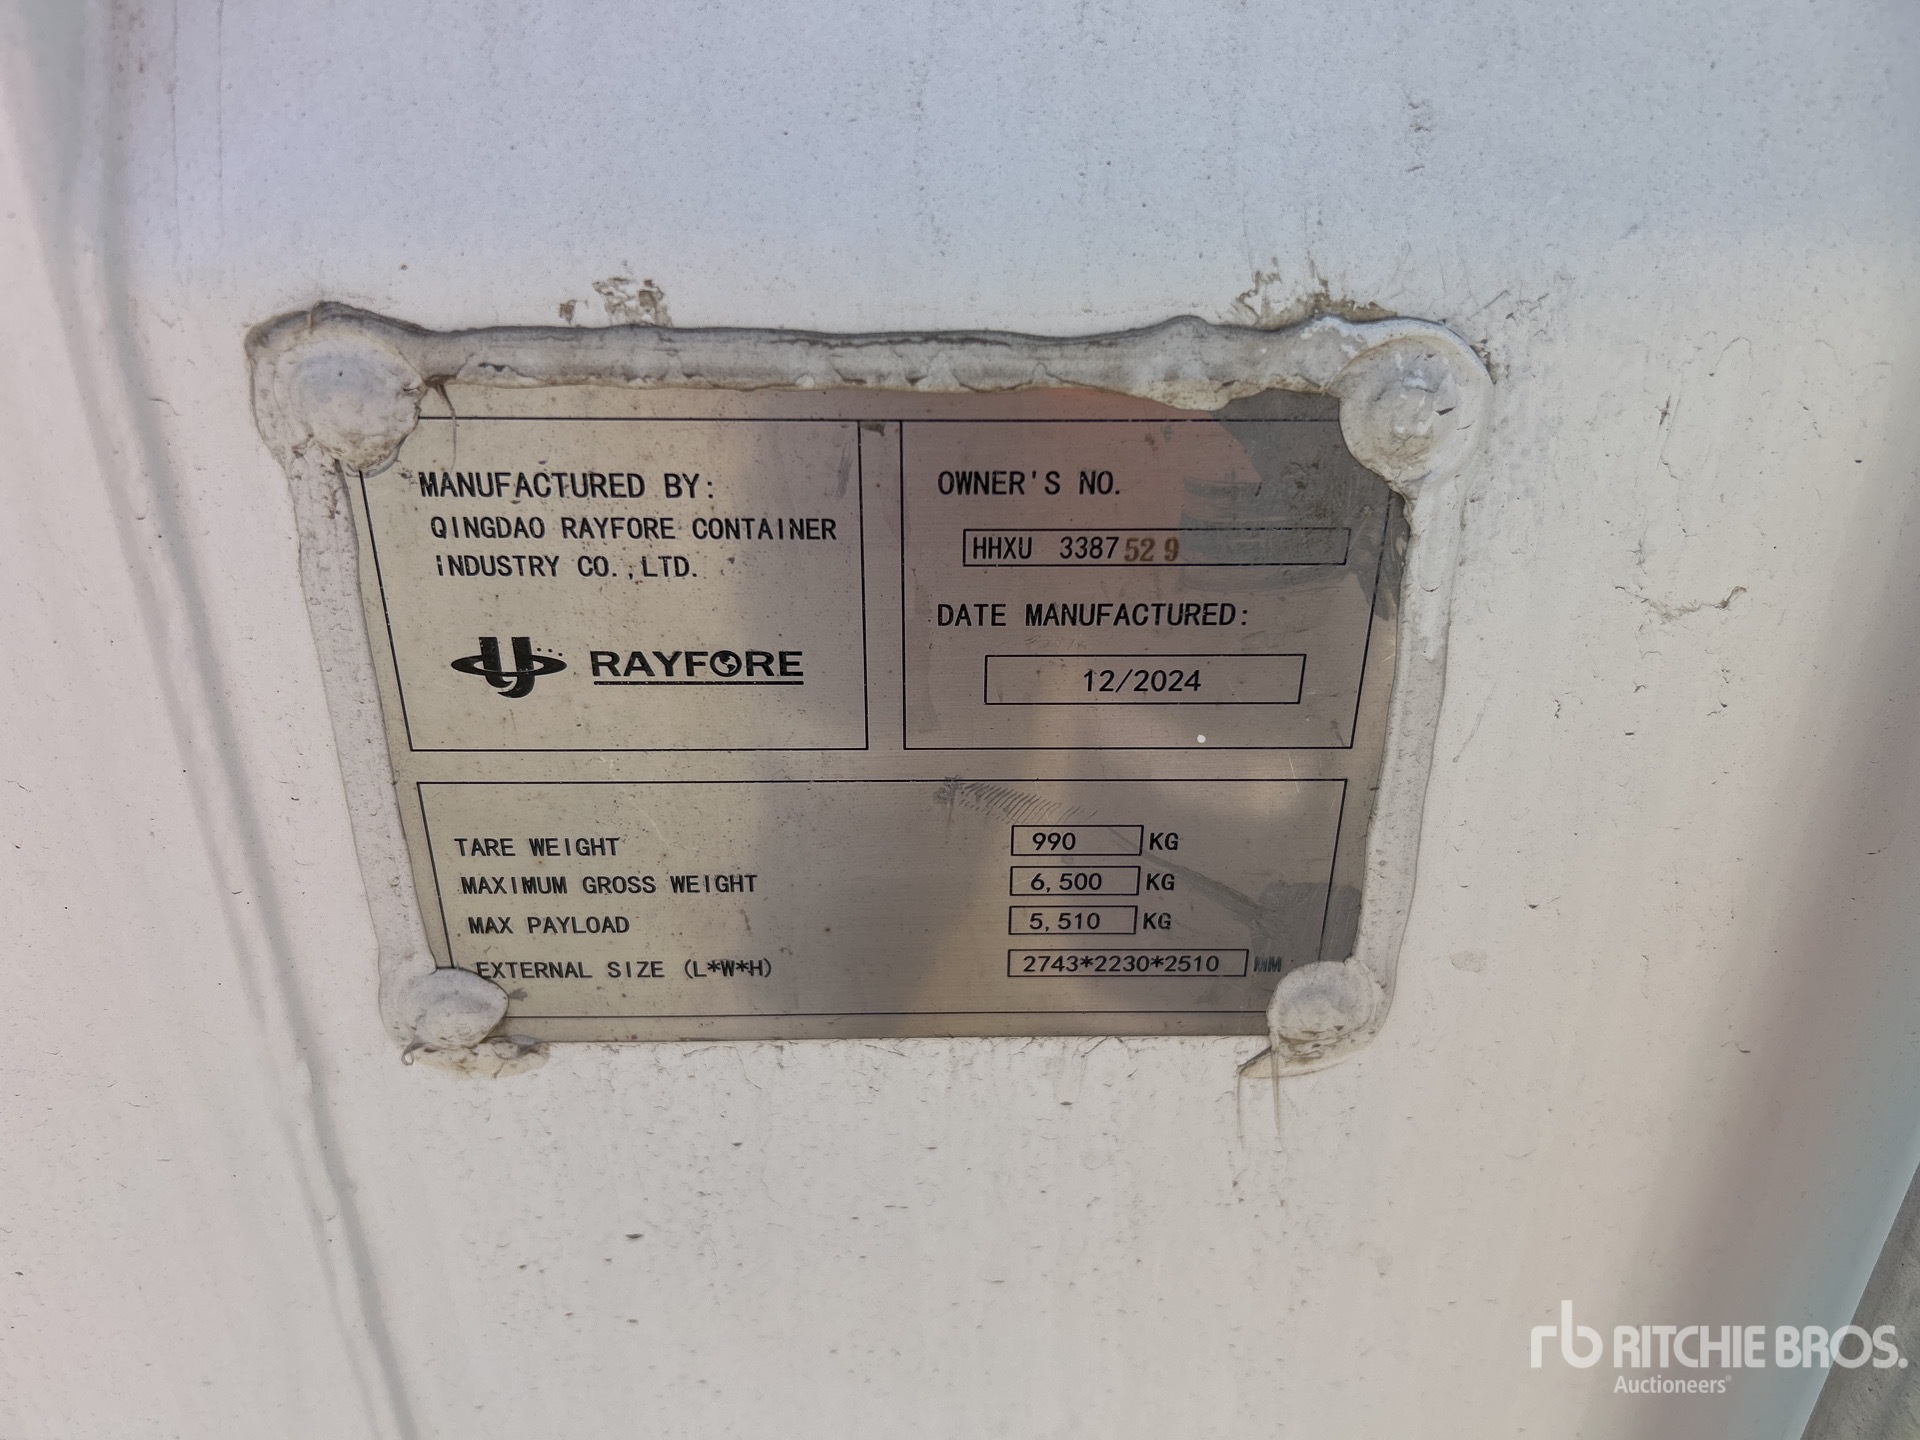 MANUFACTURED BY:
QINGDAO RAYFORE CONTAINER
INDUSTRY CO.,LTD.
RAYFORE
OWNER'S NO.
HHXU 3387529
DATE MANUFACTURED:
12/2024
TARE WEIGHT 990 KG
MAXIMUM GROSS WEIGHT 6,500 KG
MAX PAYLOAD 5,510 KG
EXTERNAL SIZE (L*W*H) 2743*2230*2510 MM
rb RITCHIE BROS.
Auctioneers